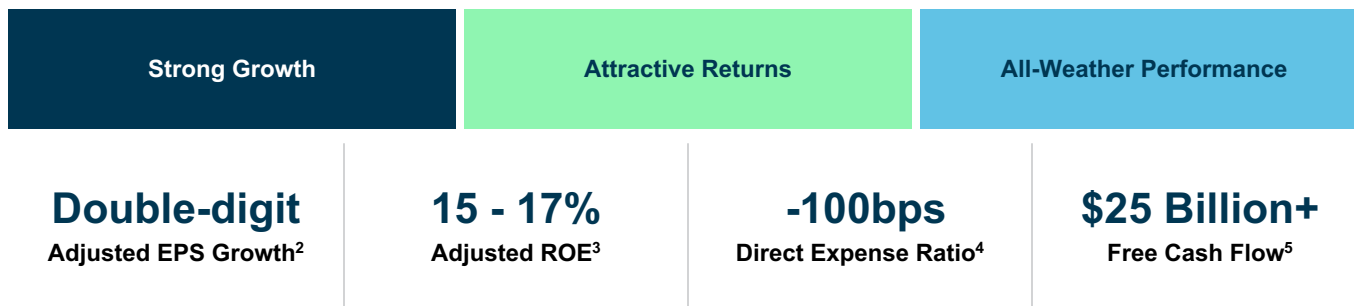 Strong Growth
Attractive Returns
All-Weather Performance
Double-digit
Adjusted EPS Growth²
15 - 17%
Adjusted ROE³
-100bps
Direct Expense Ratio⁴
$25 Billion+
Free Cash Flow⁵